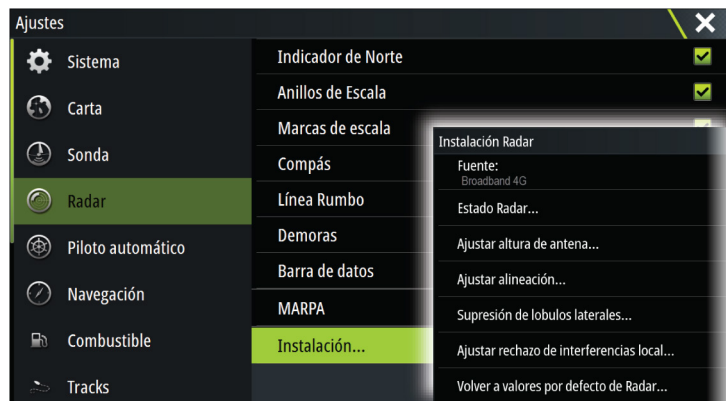 Ajustes
Sistema
Carta
Sonda
Radar
Piloto automático
Navegación
Combustible
Tracks
Indicador de Norte
Anillos de Escala
Marcas de escala
Compás
Línea Rumbo
Demoras
Barra de datos
MARPA
Instalación...
Instalación Radar
Fuente:
Broadband 4G
Estado Radar...
Ajustar altura de antena...
Ajustar alineación...
Supresión de lobulos laterales...
Ajustar rechazo de interferencias local...
Volver a valores por defecto de Radar...